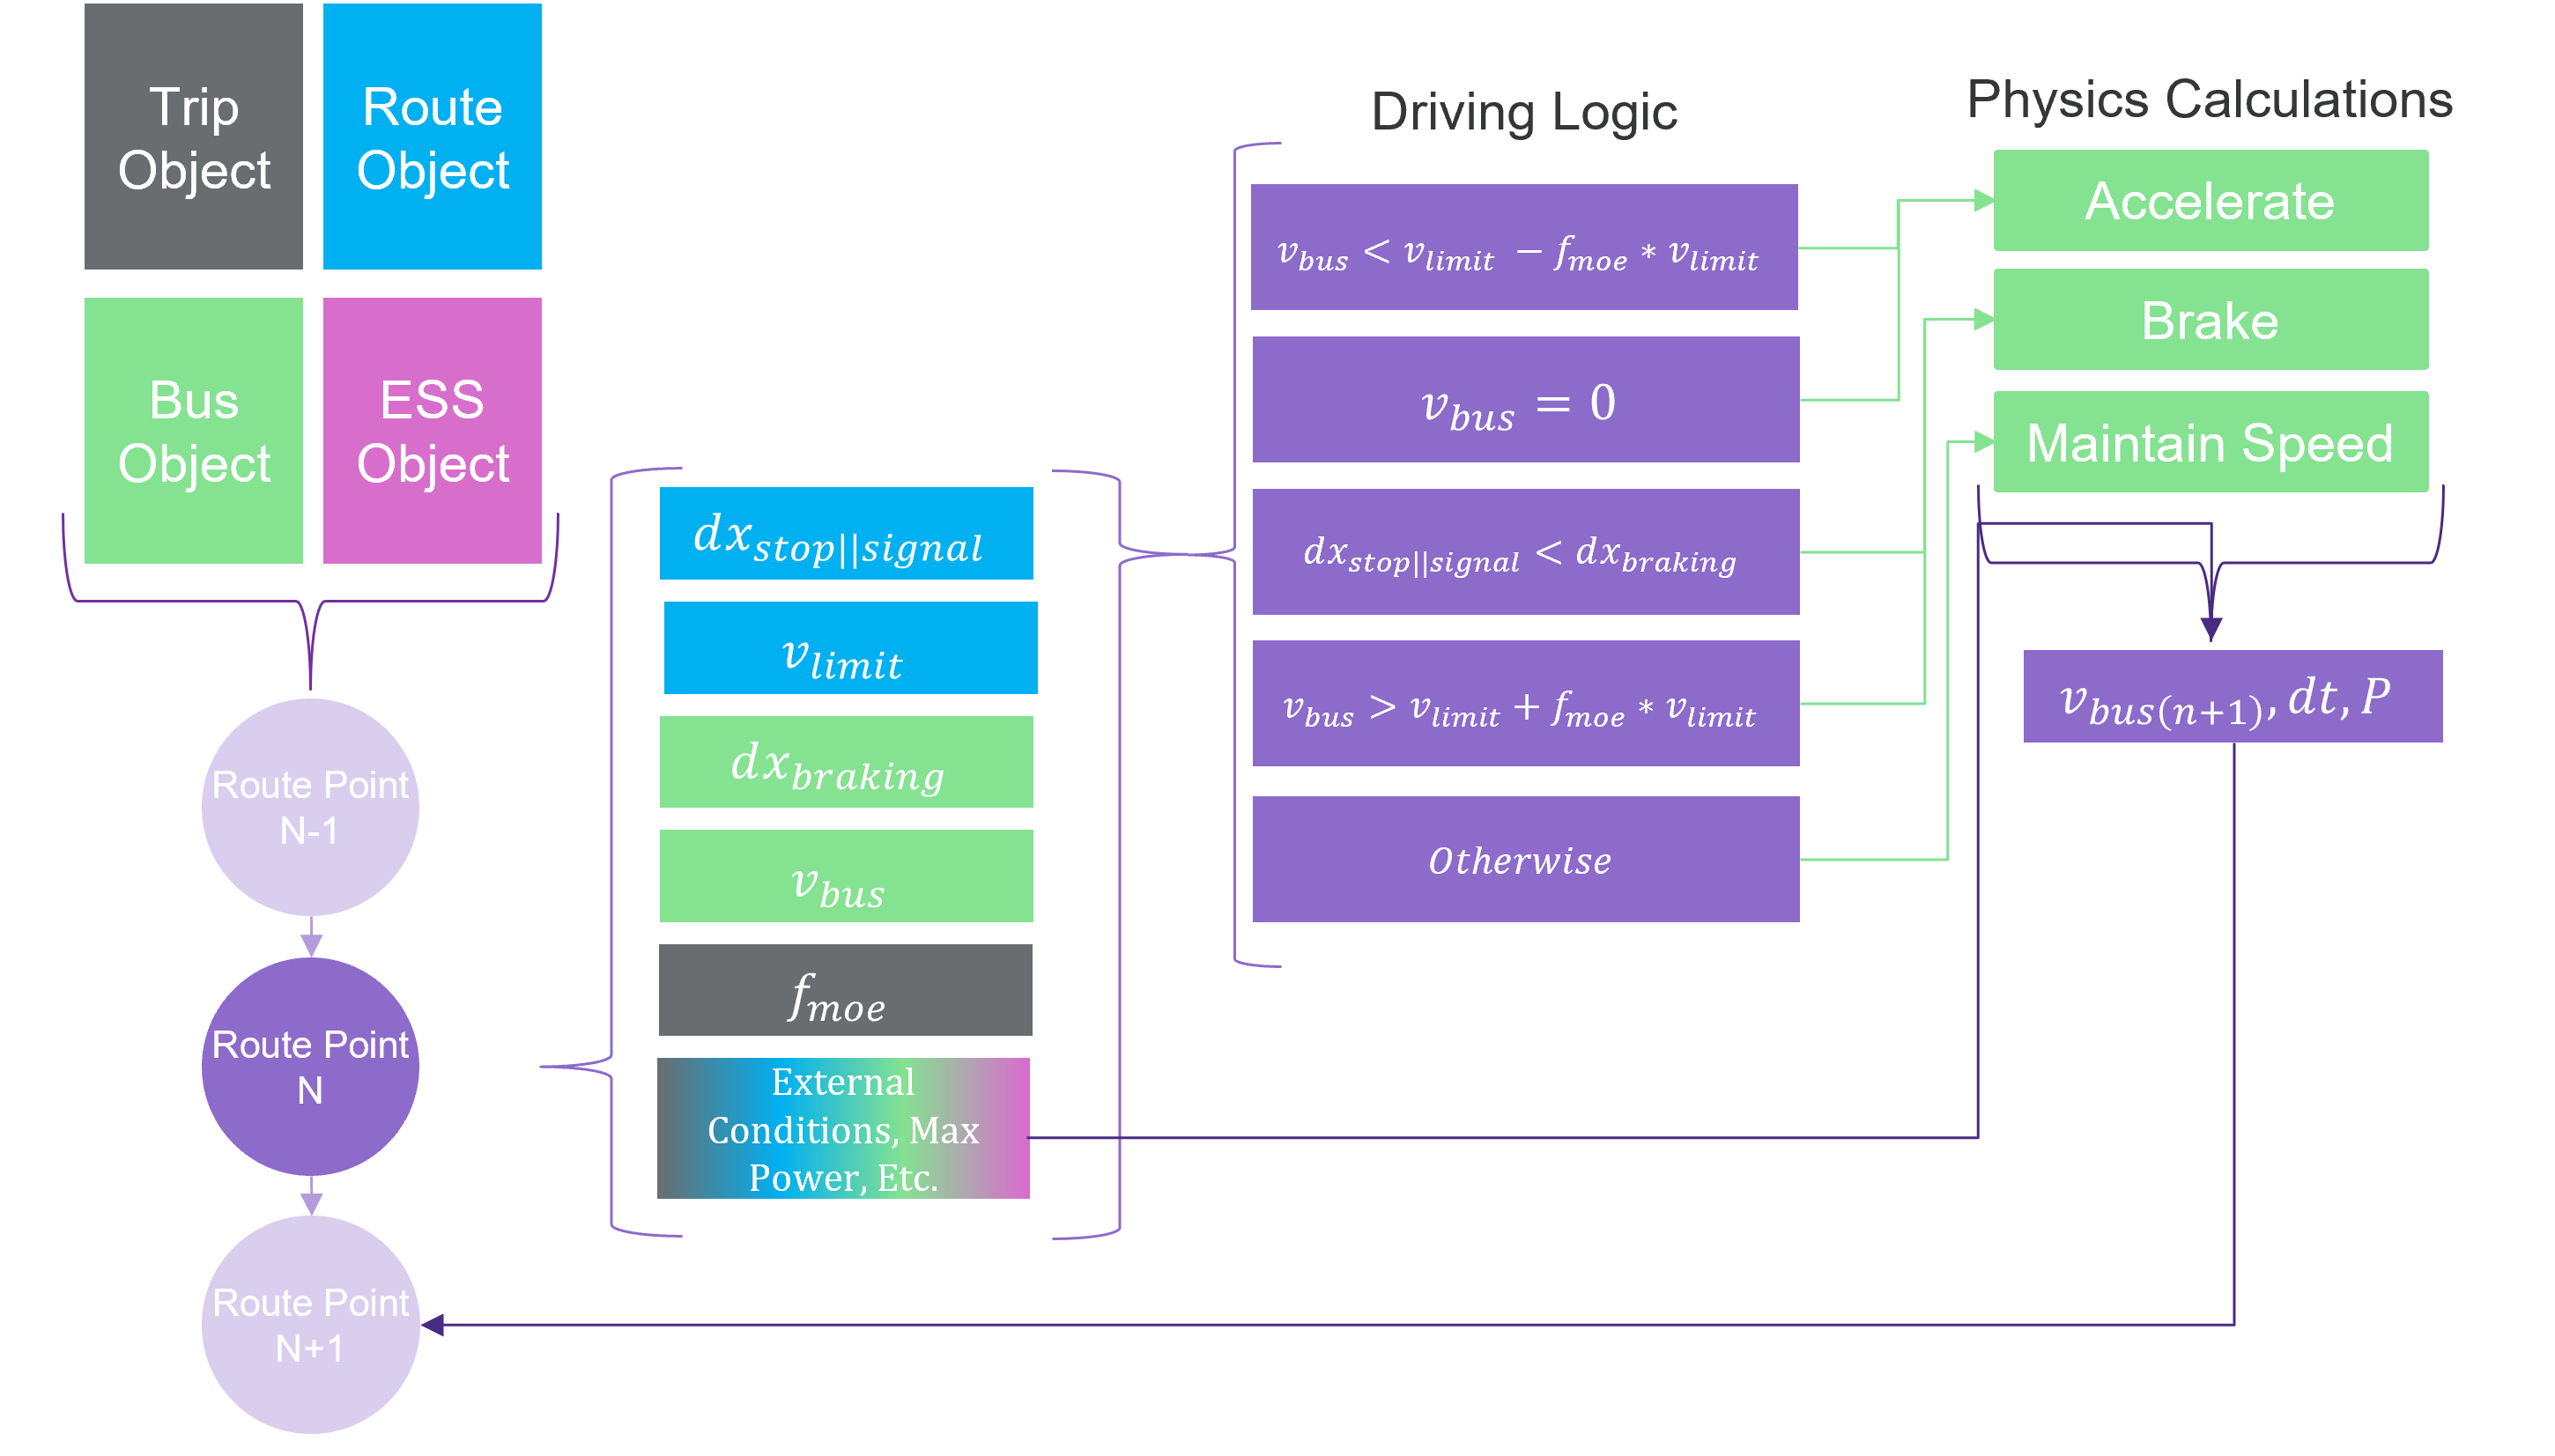 Trip
Object
Route
Object
Bus
Object
ESS
Object
Route Point
N-1
Route Point
N
Route Point
N+1
dx_{stop||signal}
v_{limit}
dx_{braking}
v_{bus}
f_{moe}
External
Conditions, Max
Power, Etc.
Driving Logic
v_{bus} < v_{limit} − f_{moe} * v_{limit}
v_{bus} = 0
dx_{stop||signal} < dx_{braking}
v_{bus} > v_{limit} + f_{moe} * v_{limit}
Otherwise
Physics Calculations
Accelerate
Brake
Maintain Speed
v_{bus(n+1)}, dt, P